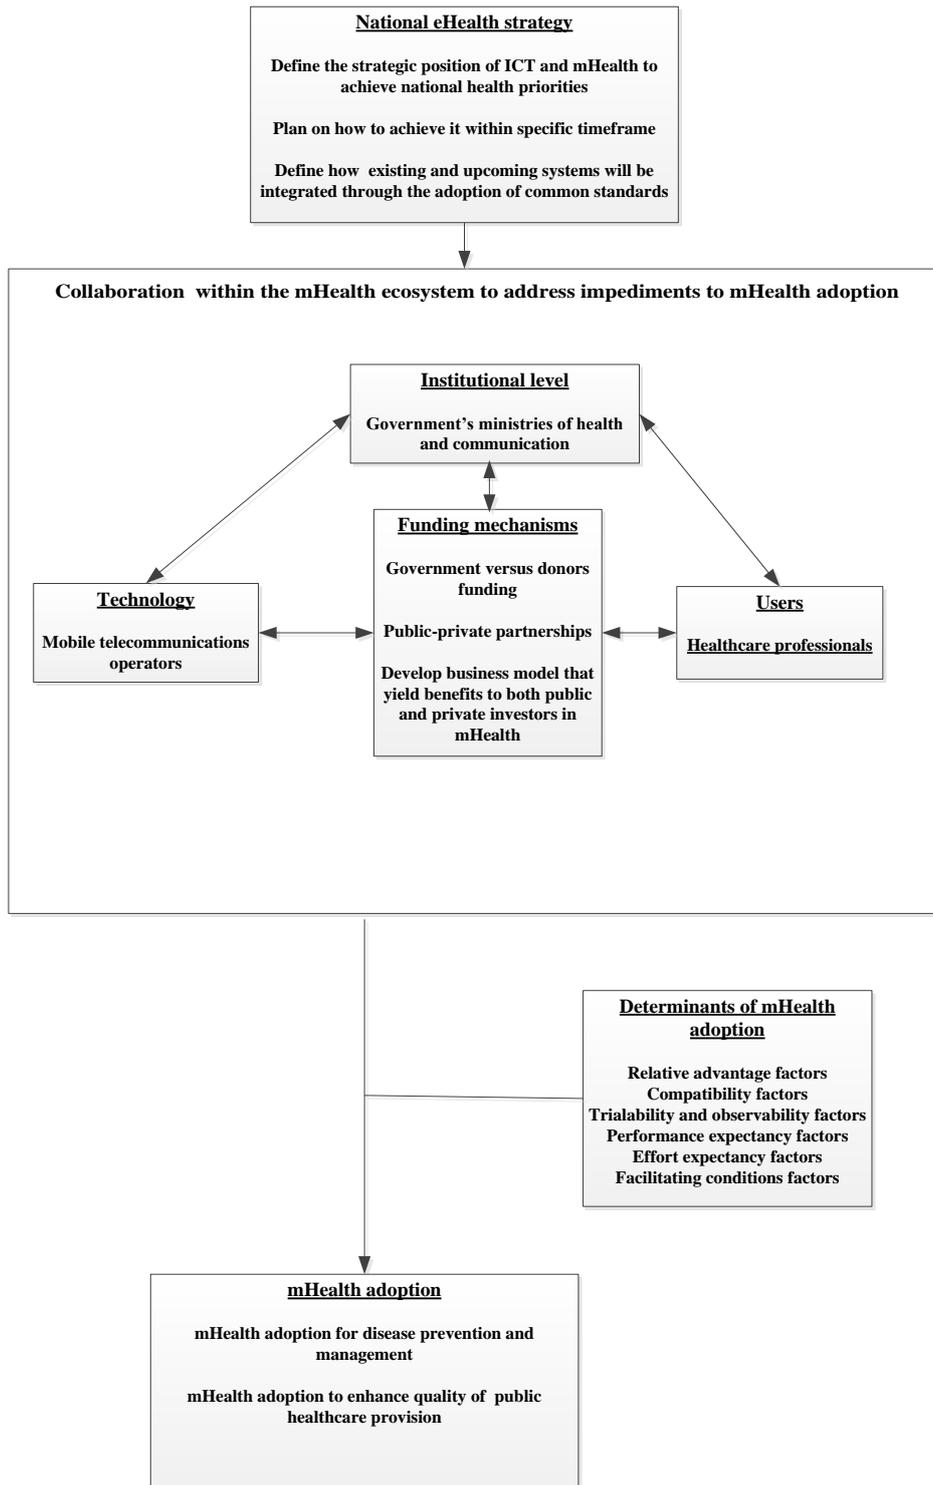 National eHealth strategy
Define the strategic position of ICT and mHealth to
achieve national health priorities
Plan on how to achieve it within specific timeframe
Define how  existing and upcoming systems will be
integrated through the adoption of common standards
Collaboration  within the mHealth ecosystem to address impediments to mHealth adoption
Institutional level
Government’s ministries of health
and communication
Funding mechanisms
Government versus donors
funding
Public-private partnerships
Develop business model that
yield benefits to both public
and private investors in
mHealth
Technology
Mobile telecommunications
operators
Users
Healthcare professionals
Determinants of mHealth
adoption
Relative advantage factors
Compatibility factors
Trialability and observability factors
Performance expectancy factors
Effort expectancy factors
Facilitating conditions factors
mHealth adoption
mHealth adoption for disease prevention and
management
mHealth adoption to enhance quality of  public
healthcare provision